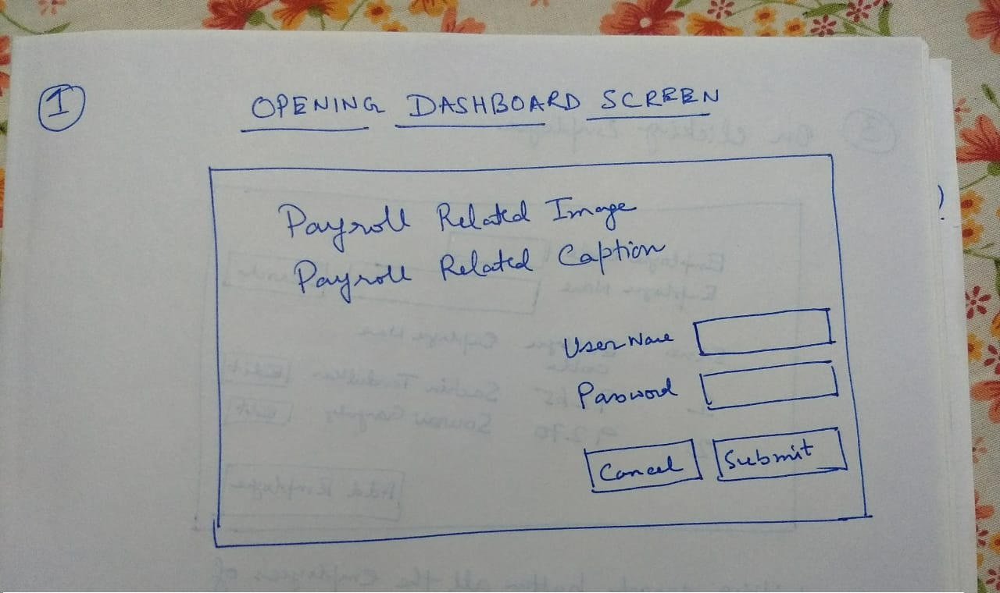 1
OPENING DASHBOARD SCREEN
Payroll Related Image
Payroll Related Caption
User Name
Password
Cancel
Submit